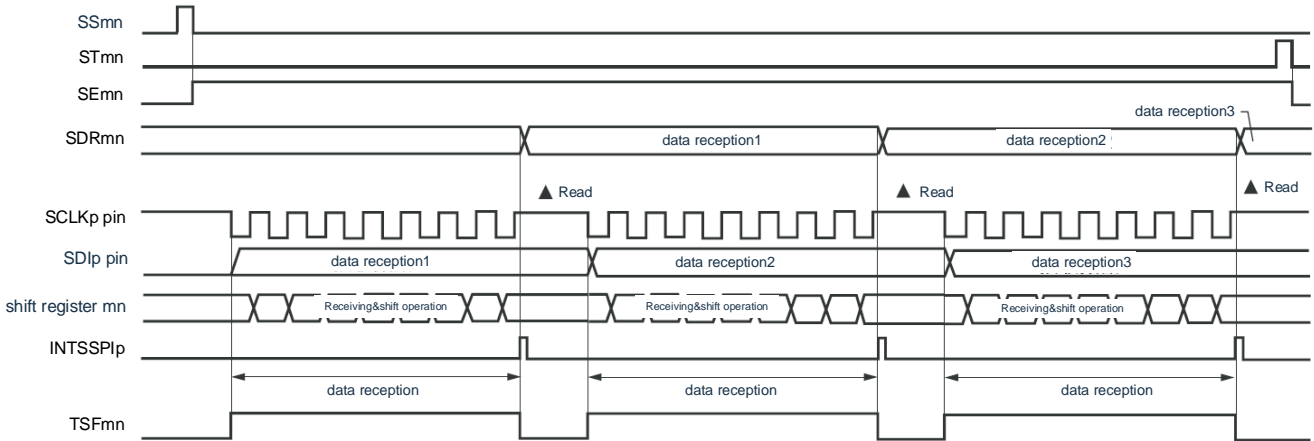 SSmn
STmn
SEmn
data reception3
SDRmn
data reception1
data reception2
▲ Read
▲ Read
▲ Read
SCLKp pin
SDIp pin
data reception1
data reception2
data reception3
shift register mn
Receiving&shift operation
Receiving&shift operation
Receiving&shift operation
INTSSPIp
data reception
data reception
data reception
TSFmn